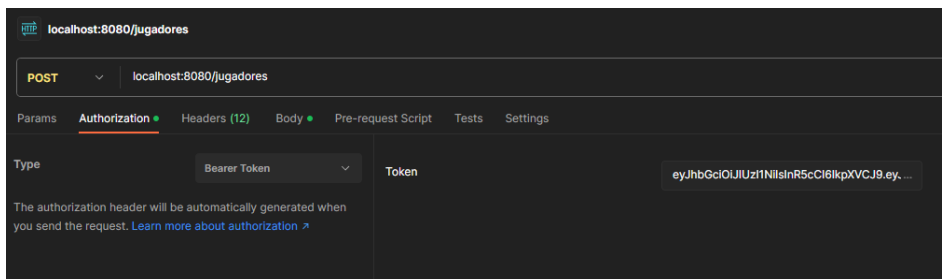 HTTP localhost:8080/jugadores
POST localhost:8080/jugadores
Params Authorization Headers (12) Body Pre-request Script Tests Settings
Type Bearer Token
Token eyJhbGciOiJIUzI1NiIsInR5cCI6IkpXVCJ9.ey. ...
The authorization header will be automatically generated when
you send the request. Learn more about authorization ↗